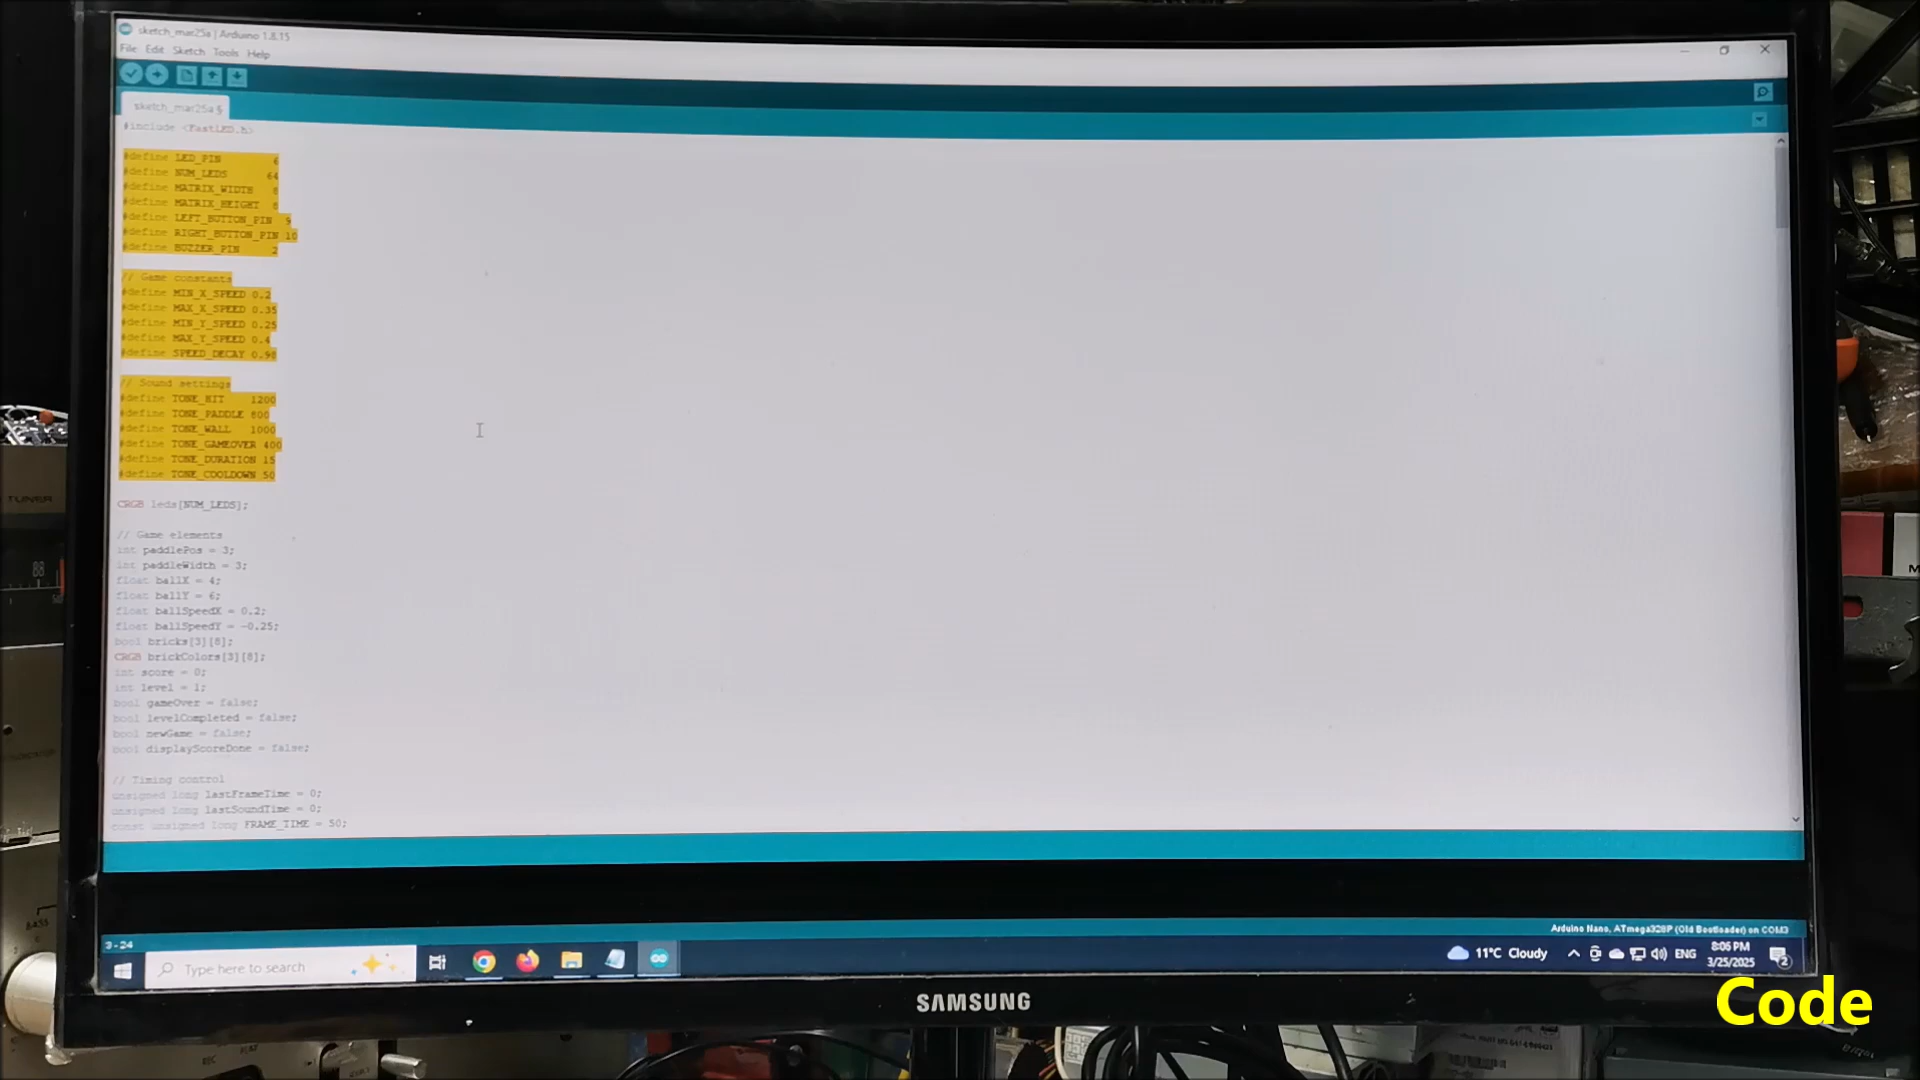 sketch_mar25a | Arduino 1.8.15
File Edit Sketch Tools Help
sketch_mar25a §
#include <FastLED.h>
#define LED_PIN 6
#define NUM_LEDS 64
#define MATRIX_WIDTH 8
#define MATRIX_HEIGHT 8
#define LEFT_BUTTON_PIN 9
#define RIGHT_BUTTON_PIN 10
#define BUZZER_PIN 2
// Game constants
#define MIN_X_SPEED 0.2
#define MAX_X_SPEED 0.35
#define MIN_Y_SPEED 0.25
#define MAX_Y_SPEED 0.4
#define SPEED_DECAY 0.98
// Sound settings
#define TONE_HIT 1200
#define TONE_PADDLE 800
#define TONE_WALL 1000
#define TONE_GAMEOVER 400
#define TONE_DURATION 15
#define TONE_COOLDOWN 50
CRGB leds[NUM_LEDS];
// Game elements
int paddlePos = 3;
int paddleWidth = 3;
float ballX = 4;
float ballY = 6;
float ballSpeedX = 0.2;
float ballSpeedY = -0.25;
bool bricks[3][8];
CRGB brickColors[3][8];
int score = 0;
int level = 1;
bool gameOver = false;
bool levelCompleted = false;
bool newGame = false;
bool displayScoreDone = false;
// Timing control
unsigned long lastFrameTime = 0;
unsigned long lastSoundTime = 0;
const unsigned long FRAME_TIME = 50;
3 - 24
Arduino Nano, ATmega328P (Old Bootloader) on COM3
Type here to search
11°C Cloudy
ENG
8:06 PM
3/25/2025
2
SAMSUNG
Code
TUNER
88
BASS
REC